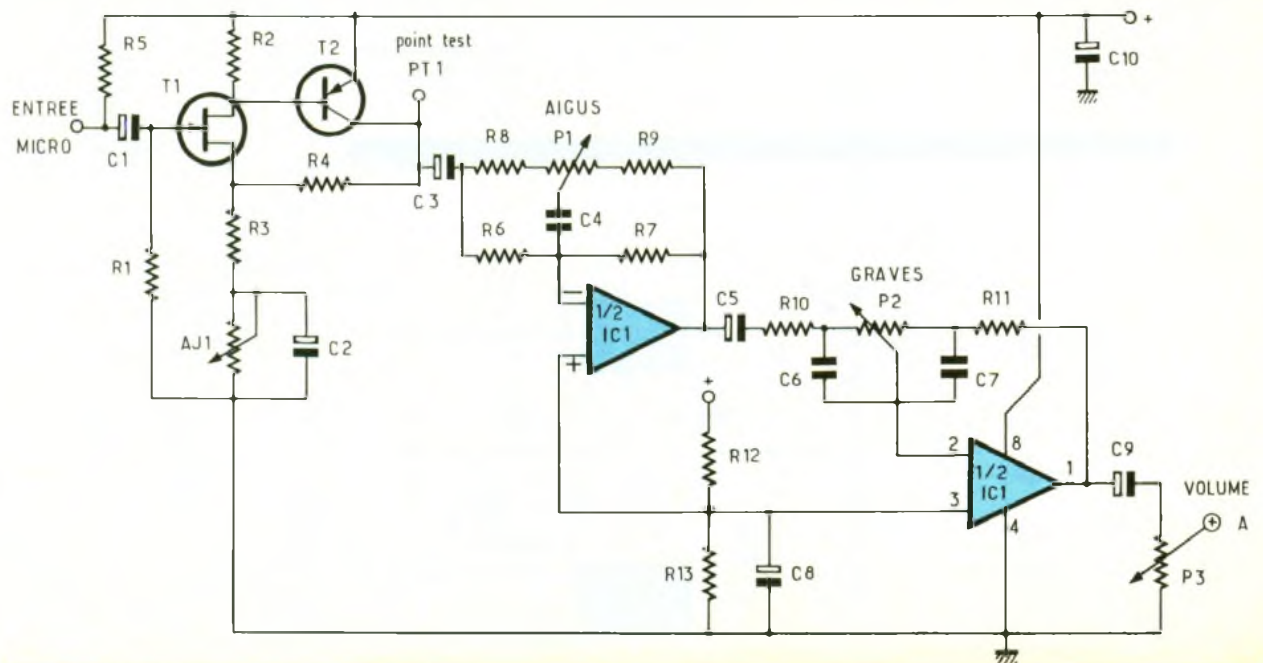 R5
R2
T2
point test
PT1
+
C10
T1
ENTREE
MICRO
C1
AIGUS
R8
P1
R9
R4
C3
C4
R6
R7
R3
R1
GRAVES
C5
R10
P2
R11
−
1/2
IC1
+
AJ1
C2
C6
C7
+
R12
2
8
1/2
IC1
1
C9
VOLUME
+ A
3
4
R13
C8
P3